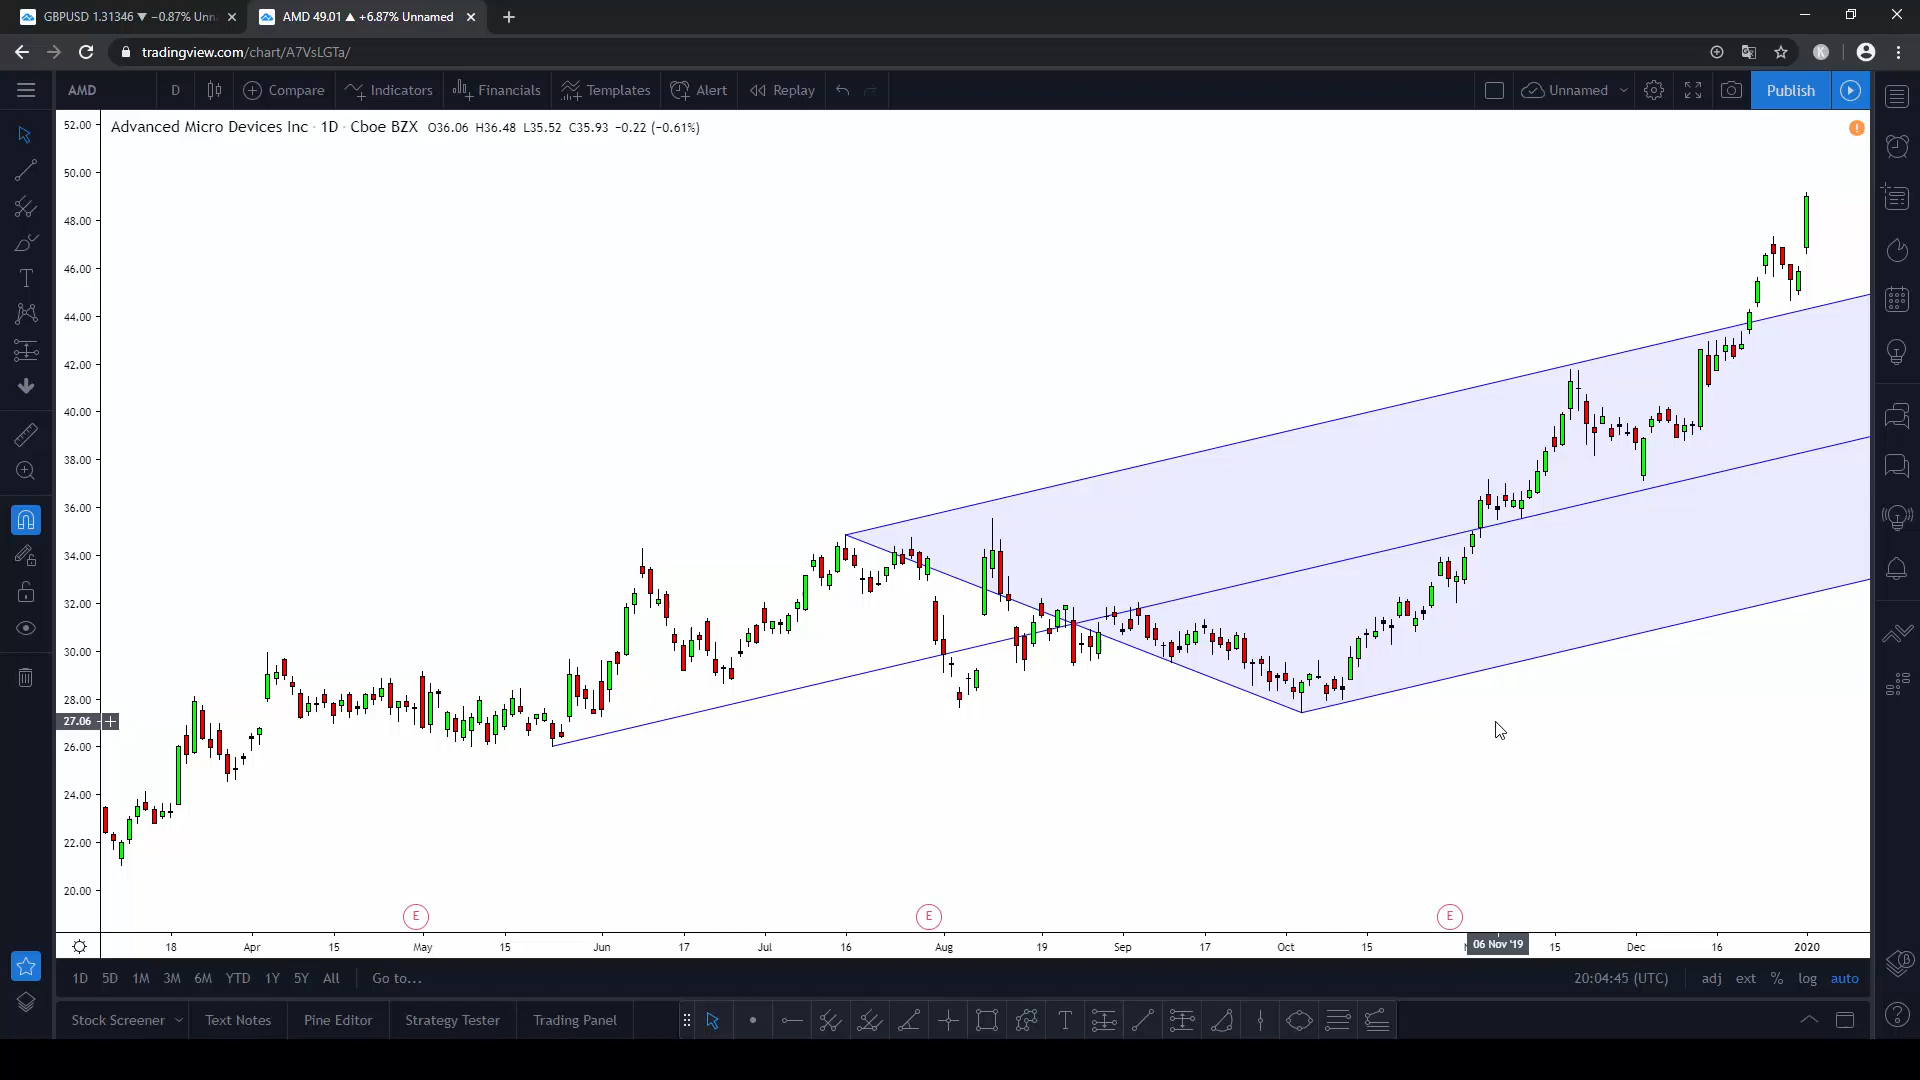 GBPUSD 1.31346 ▼ −0.87% Unn
AMD 49.01 ▲ +6.87% Unnamed
tradingview.com/chart/A7VsLGTa/
K
AMD
D
Compare
Indicators
Financials
Templates
Alert
Replay
Unnamed
Publish
Advanced Micro Devices Inc · 1D · Cboe BZX O36.06 H36.48 L35.52 C35.93 −0.22 (−0.61%)
52.00
50.00
48.00
46.00
44.00
42.00
40.00
38.00
36.00
34.00
32.00
30.00
28.00
27.06
26.00
24.00
22.00
20.00
E E E
18 Apr 15 May 15 Jun 17 Jul 16 Aug 19 Sep 17 Oct 15 06 Nov '19 15 Dec 16 2020
1D 5D 1M 3M 6M YTD 1Y 5Y All Go to...
20:04:45 (UTC) adj ext % log auto
Stock Screener Text Notes Pine Editor Strategy Tester Trading Panel